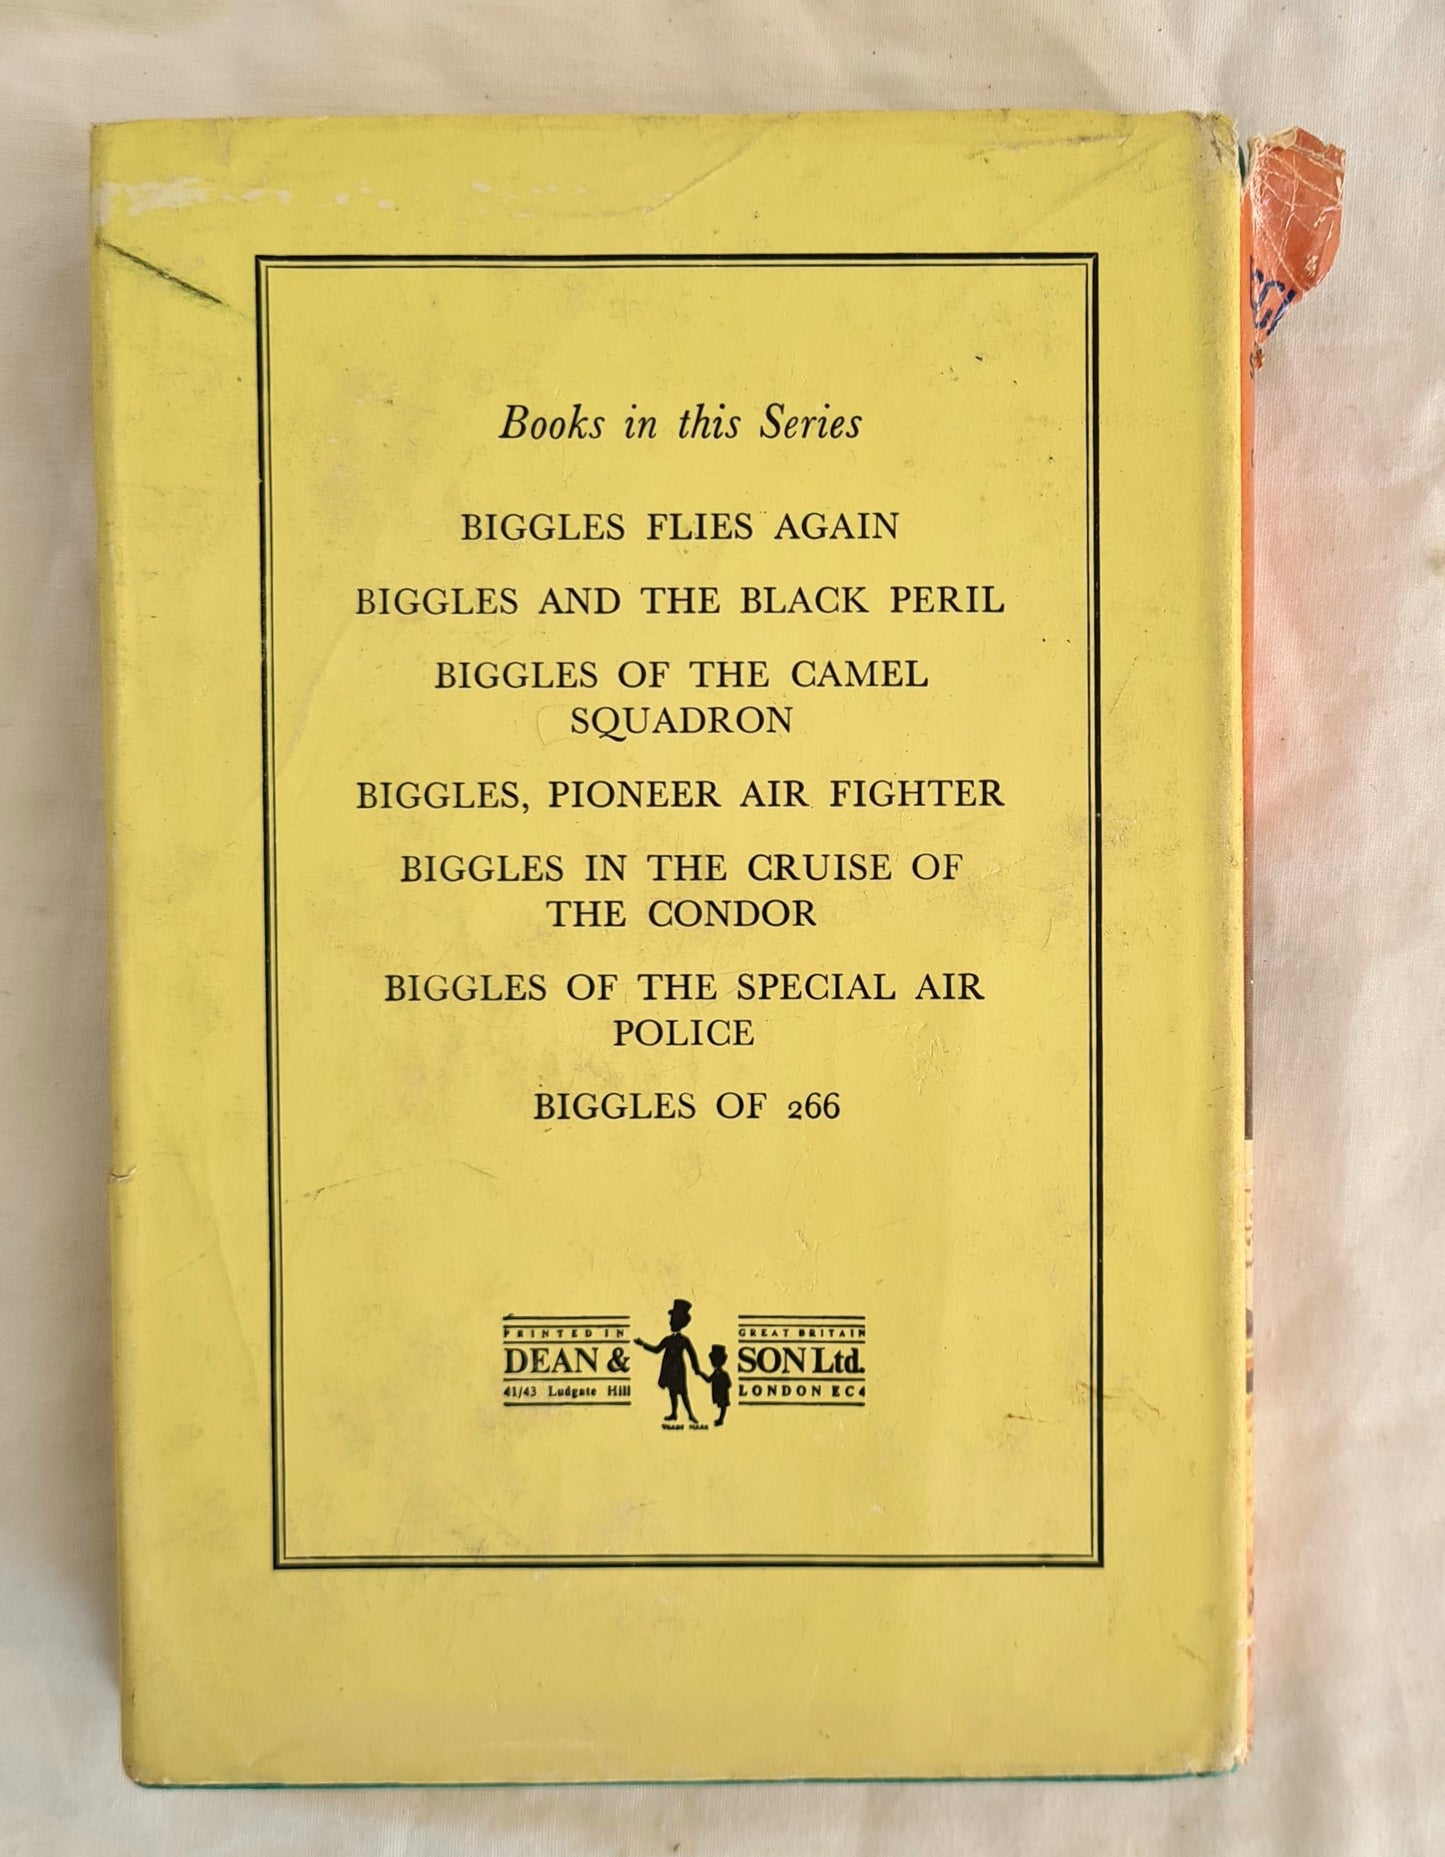 Books in this Series
BIGGLES FLIES AGAIN
BIGGLES AND THE BLACK PERIL
BIGGLES OF THE CAMEL
SQUADRON
BIGGLES, PIONEER AIR FIGHTER
BIGGLES IN THE CRUISE OF
THE CONDOR
BIGGLES OF THE SPECIAL AIR
POLICE
BIGGLES OF 266
PRINTED IN GREAT BRITAIN
DEAN & SON Ltd.
41/43 Ludgate Hill LONDON EC4
TRADE MARK